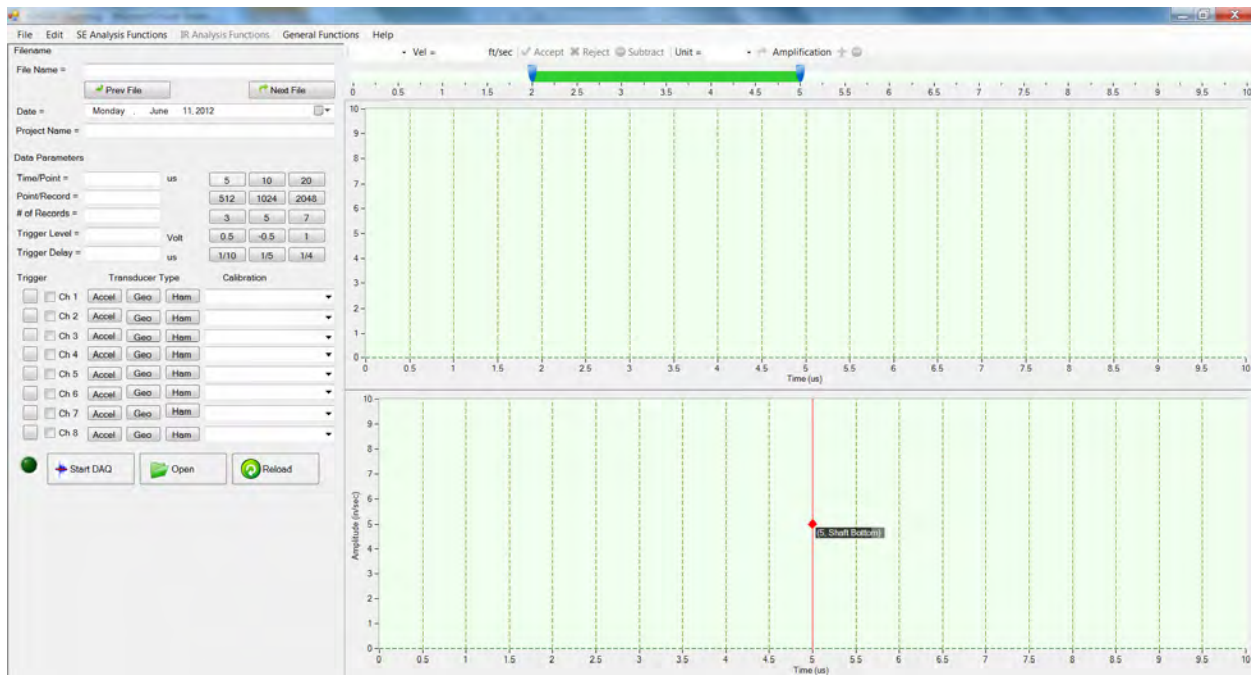 File Edit SE Analysis Functions IR Analysis Functions General Functions Help
Filename
File Name =
Prev File Next File
Date = Monday , June 11, 2012
Project Name =
Data Parameters
Time/Point = us 5 10 20
Point/Record = 512 1024 2048
# of Records = 3 5 7
Trigger Level = Volt 0.5 -0.5 1
Trigger Delay = us 1/10 1/5 1/4
Trigger Transducer Type Calibration
Ch 1 Accel Geo Ham
Ch 2 Accel Geo Ham
Ch 3 Accel Geo Ham
Ch 4 Accel Geo Ham
Ch 5 Accel Geo Ham
Ch 6 Accel Geo Ham
Ch 7 Accel Geo Ham
Ch 8 Accel Geo Ham
Start DAQ Open Reload
Vel = ft/sec Accept Reject Subtract Unit = Amplification
0 0.5 1 1.5 2 2.5 3 3.5 4 4.5 5 5.5 6 6.5 7 7.5 8 8.5 9 9.5 10
10
9
8
7
6
5
4
3
2
1
0
0 0.5 1 1.5 2 2.5 3 3.5 4 4.5 5 5.5 6 6.5 7 7.5 8 8.5 9 9.5 10
Time (us)
10
9
8
7
6
5
4
3
2
1
0
Amplitude (in/sec)
(5, Shaft Bottom)
0 0.5 1 1.5 2 2.5 3 3.5 4 4.5 5 5.5 6 6.5 7 7.5 8 8.5 9 9.5 10
Time (us)